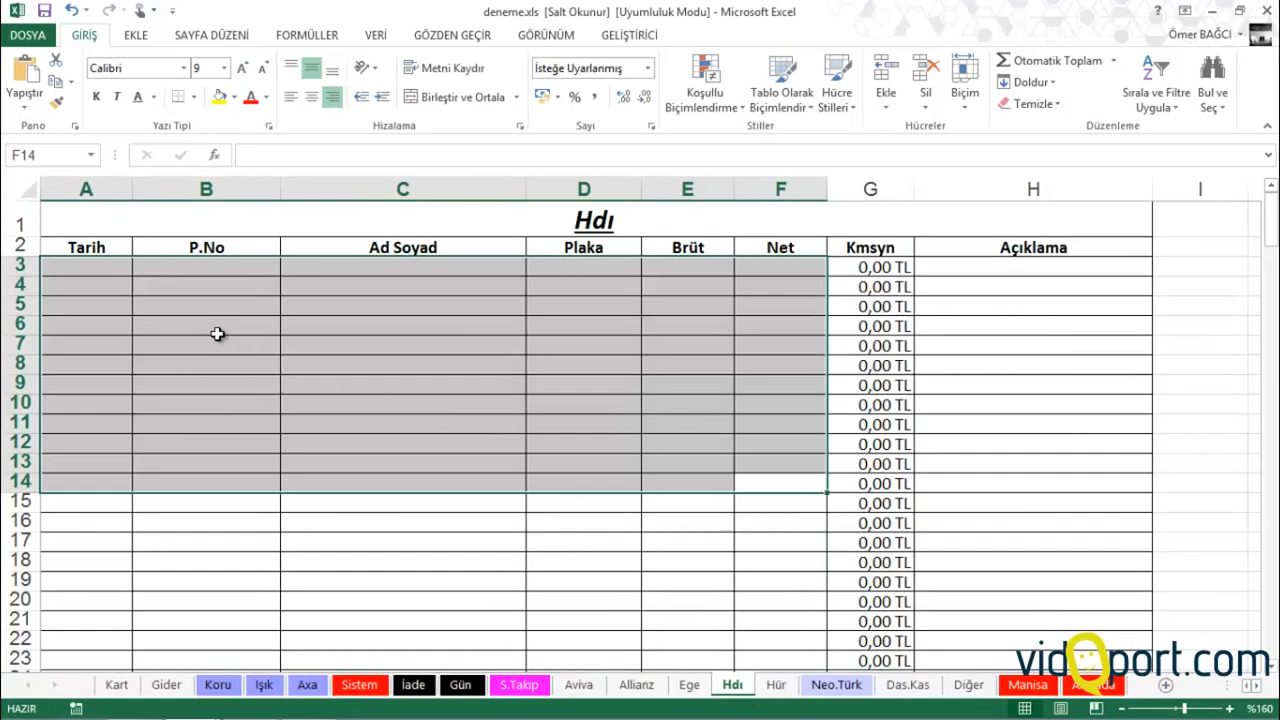 deneme.xls [Salt Okunur] [Uyumluluk Modu] - Microsoft Excel
DOSYA GİRİŞ EKLE SAYFA DÜZENİ FORMÜLLER VERİ GÖZDEN GEÇİR GÖRÜNÜM GELİŞTİRİCİ Ömer BAĞCI
Yapıştır
Calibri 9
K T A
Metni Kaydır
Birleştir ve Ortala
İsteğe Uyarlanmış
Koşullu Biçimlendirme
Tablo Olarak Biçimlendir
Hücre Stilleri
Ekle
Sil
Biçim
Otomatik Toplam
Doldur
Temizle
Sırala ve Filtre Uygula
Bul ve Seç
Pano Yazı Tipi Hizalama Sayı Stiller Hücreler Düzenleme
F14 fx
A B C D E F G H I
1 Hdı
2 Tarih P.No Ad Soyad Plaka Brüt Net Kmsyn Açıklama
3 0,00 TL
4 0,00 TL
5 0,00 TL
6 0,00 TL
7 0,00 TL
8 0,00 TL
9 0,00 TL
10 0,00 TL
11 0,00 TL
12 0,00 TL
13 0,00 TL
14 0,00 TL
15 0,00 TL
16 0,00 TL
17 0,00 TL
18 0,00 TL
19 0,00 TL
20 0,00 TL
21 0,00 TL
22 0,00 TL
23 0,00 TL
vidoport.com
Kart Gider Koru Işık Axa Sistem İade Gün S.Takip Aviva Allianz Ege Hdı Hür Neo.Türk Das.Kas Diğer Manisa
HAZIR %160